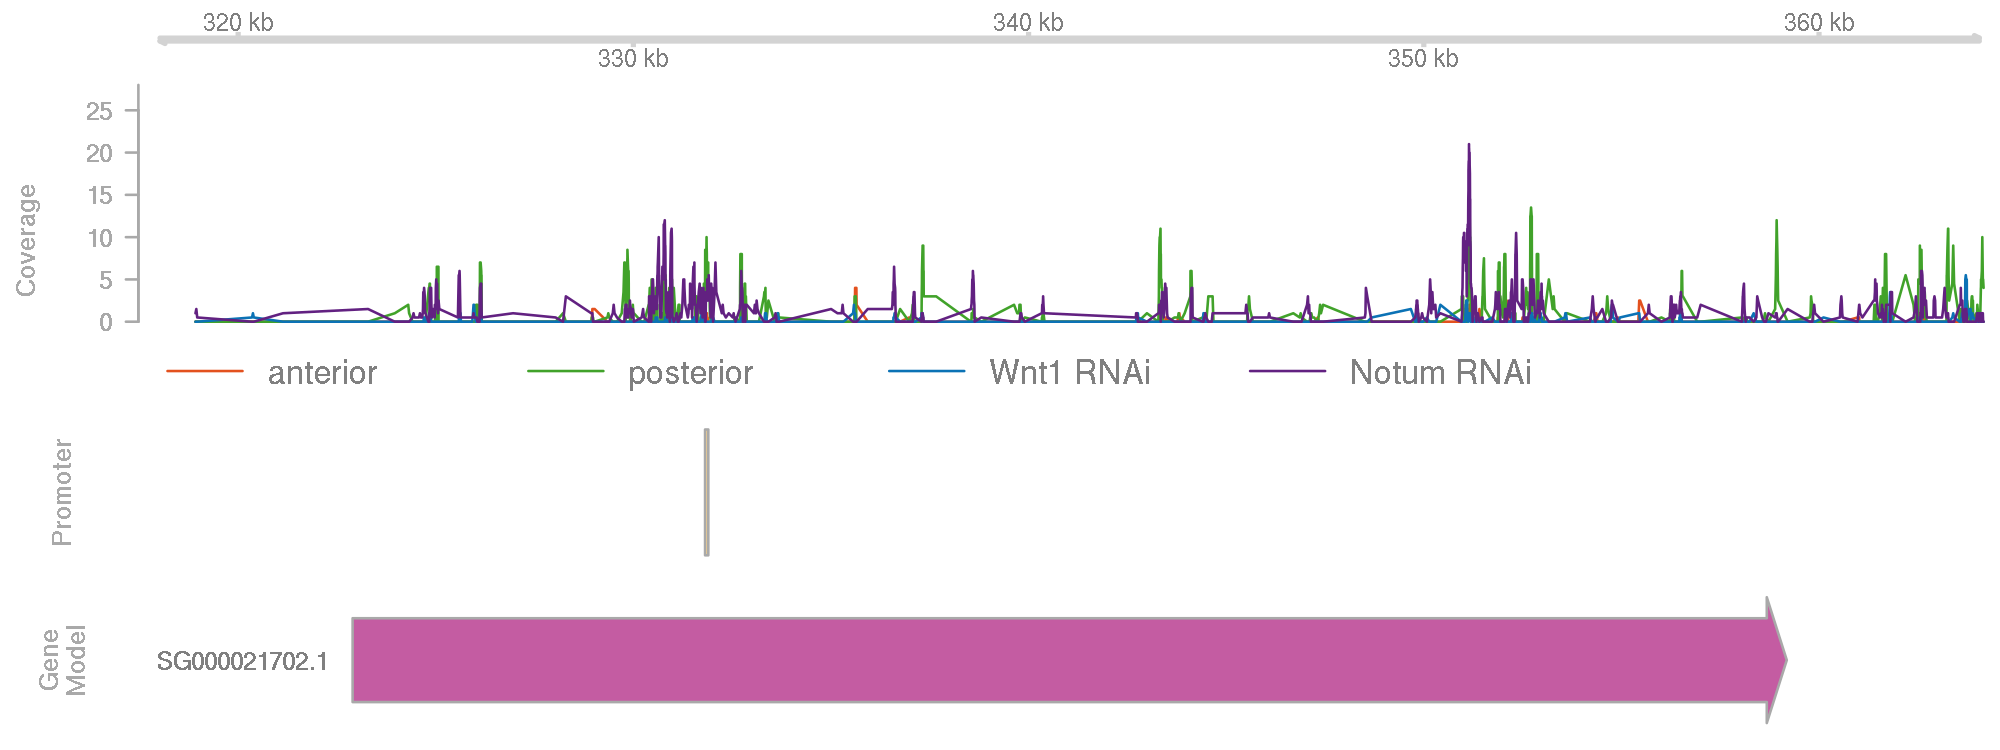 320 kb 340 kb 360 kb
330 kb 350 kb
Coverage
25
20
15
10
5
0
anterior posterior Wnt1 RNAi Notum RNAi
Promoter
Gene
Model
SG000021702.1